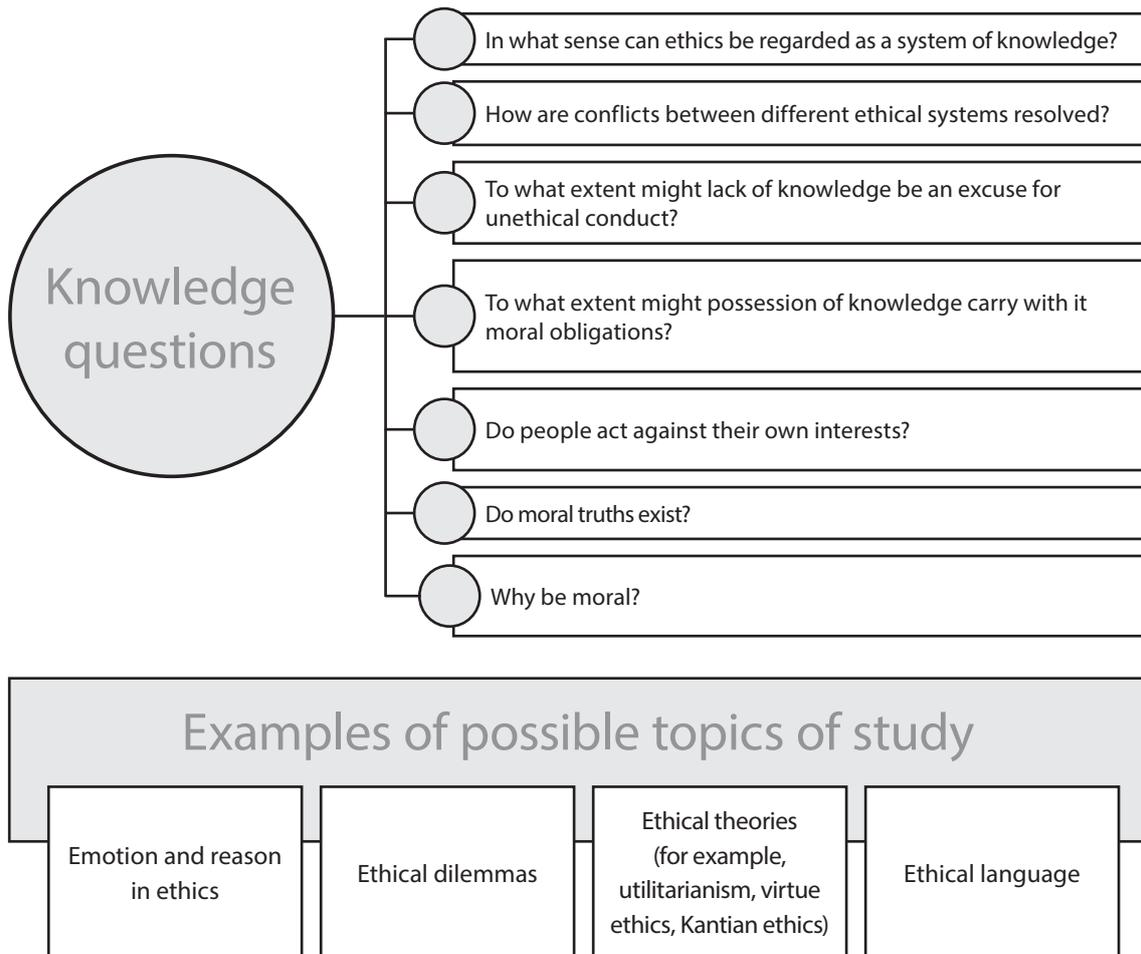 Knowledge
questions
In what sense can ethics be regarded as a system of knowledge?
How are conflicts between different ethical systems resolved?
To what extent might lack of knowledge be an excuse for
unethical conduct?
To what extent might possession of knowledge carry with it
moral obligations?
Do people act against their own interests?
Do moral truths exist?
Why be moral?
Examples of possible topics of study
Emotion and reason
in ethics
Ethical dilemmas
Ethical theories
(for example,
utilitarianism, virtue
ethics, Kantian ethics)
Ethical language